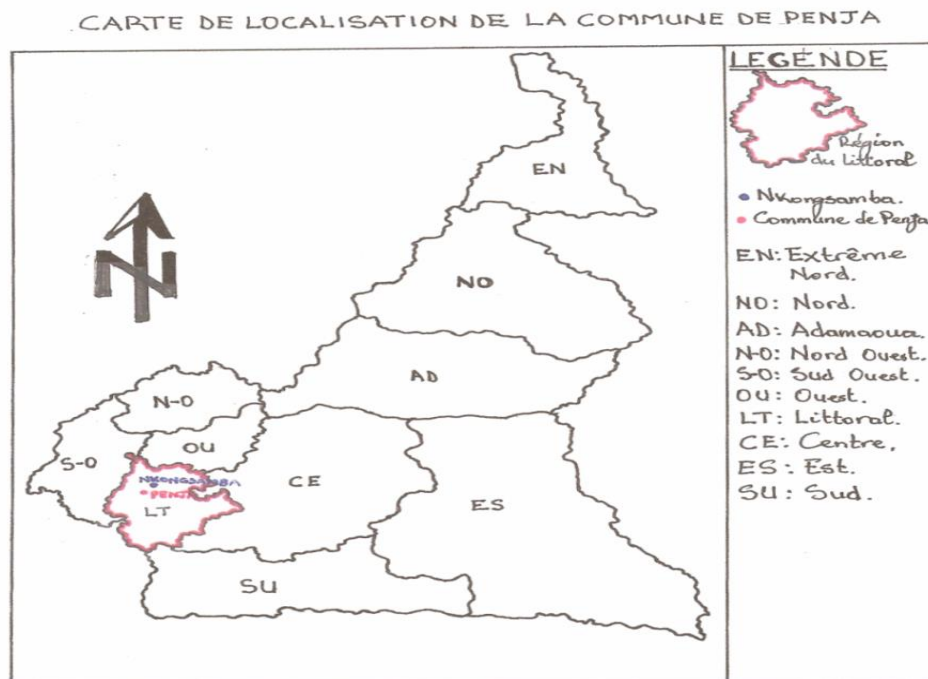 CARTE DE LOCALISATION DE LA COMMUNE DE PENJA
LEGÉNDE
Région
du Littoral
Nkongsamba.
Commune de Penja
EN: Extrême
Nord.
NO: Nord.
AD: Adamaoua.
N-O: Nord Ouest.
S-O: Sud Ouest.
OU: Ouest.
LT: Littoral.
CE: Centre.
ES: Est.
SU: Sud.
N
EN
NO
AD
N-O
OU
S-O
NKONGSAMBA
PENJA
LT
CE
ES
SU